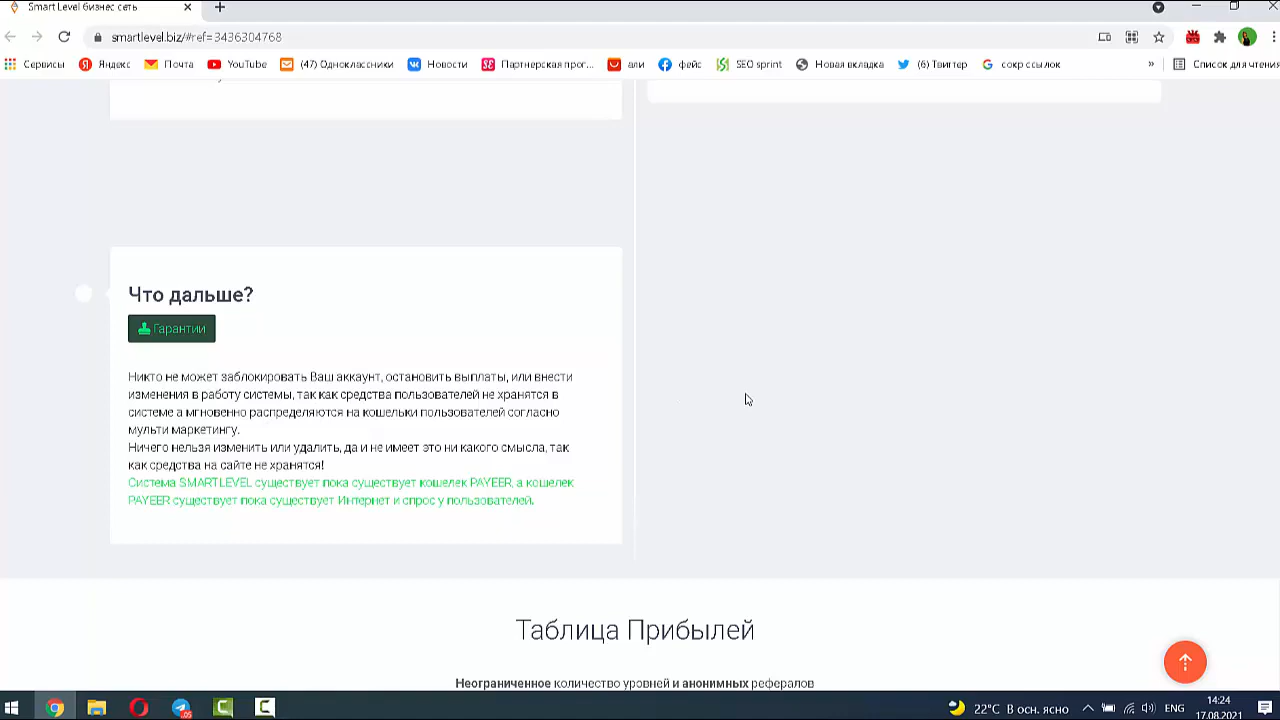 Smart Level бизнес сеть
smartlevel.biz/#ref=3436304768
Сервисы
Яндекс
Почта
YouTube
(47) Одноклассники
Новости
Партнерская прог...
али
фейс
SEO sprint
Новая вкладка
(6) Твиттер
сокр ссылок
»
Список для чтения
Что дальше?
Гарантии
Никто не может заблокировать Ваш аккаунт, остановить выплаты, или внести
изменения в работу системы, так как средства пользователей не хранятся в
системе а мгновенно распределяются на кошельки пользователей согласно
мульти маркетингу.
Ничего нельзя изменить или удалить, да и не имеет это ни какого смысла, так
как средства на сайте не хранятся!
Система SMARTLEVEL существует пока существует кошелек PAYEER, а кошелек
PAYEER существует пока существует Интернет и спрос у пользователей.
Таблица Прибылей
Неограниченное количество уровней и анонимных рефералов
22°C В осн. ясно
ENG
14:24
17.08.2021